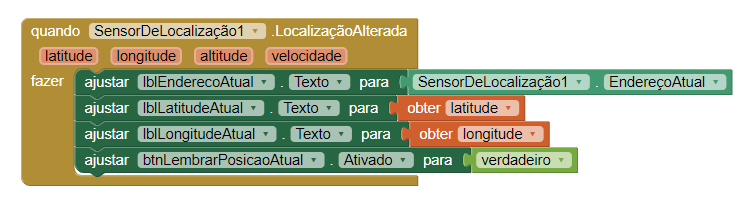 quando SensorDeLocalização1 .LocalizaçãoAlterada
latitude longitude altitude velocidade
fazer ajustar lblEnderecoAtual . Texto para SensorDeLocalização1 . EndereçoAtual
ajustar lblLatitudeAtual . Texto para obter latitude
ajustar lblLongitudeAtual . Texto para obter longitude
ajustar btnLembrarPosicaoAtual . Ativado para verdadeiro